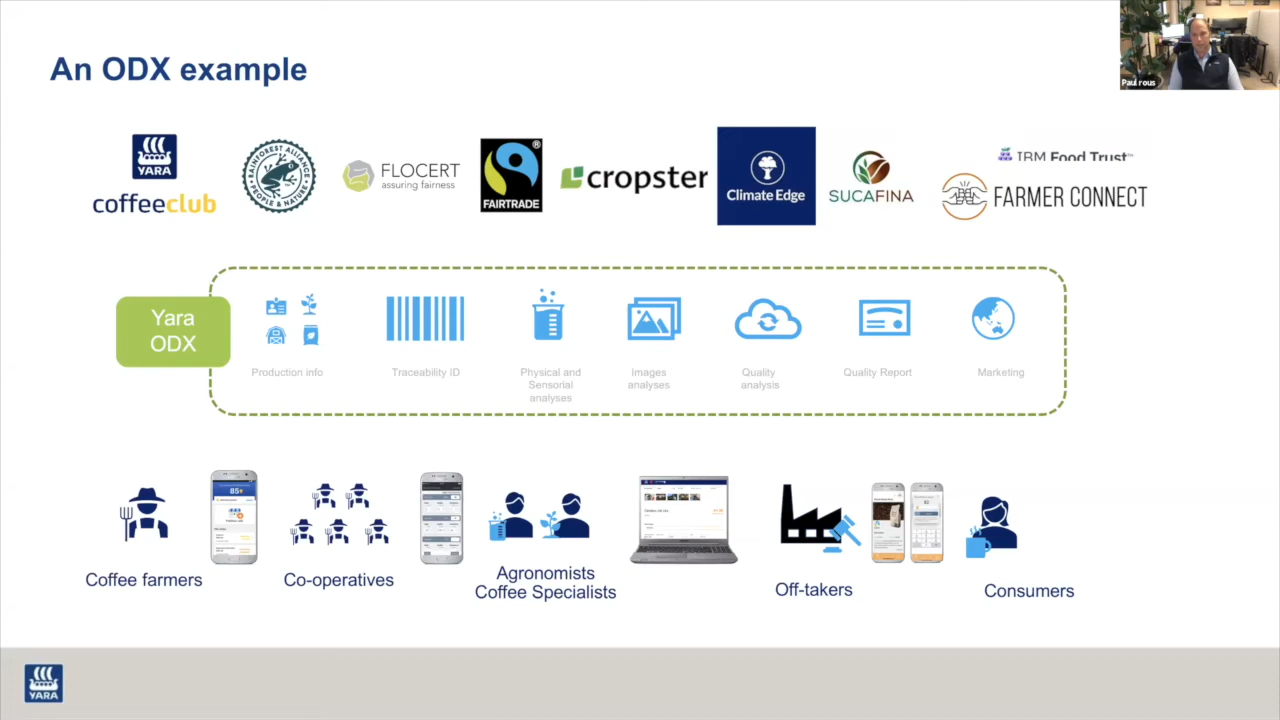 An ODX example
Paul rous
YARA
coffeeclub
RAINFOREST ALLIANCE
PEOPLE & NATURE
FLOCERT
assuring fairness
®
FAIRTRADE
cropster
Climate Edge
SUCAFINA
IBM Food Trust™
FARMER CONNECT
Yara
ODX
Production info
Traceability ID
Physical and
Sensorial
analyses
Images
analyses
Quality
analysis
Quality Report
Marketing
Coffee farmers
Co-operatives
Agronomists
Coffee Specialists
Off-takers
Consumers
YARA